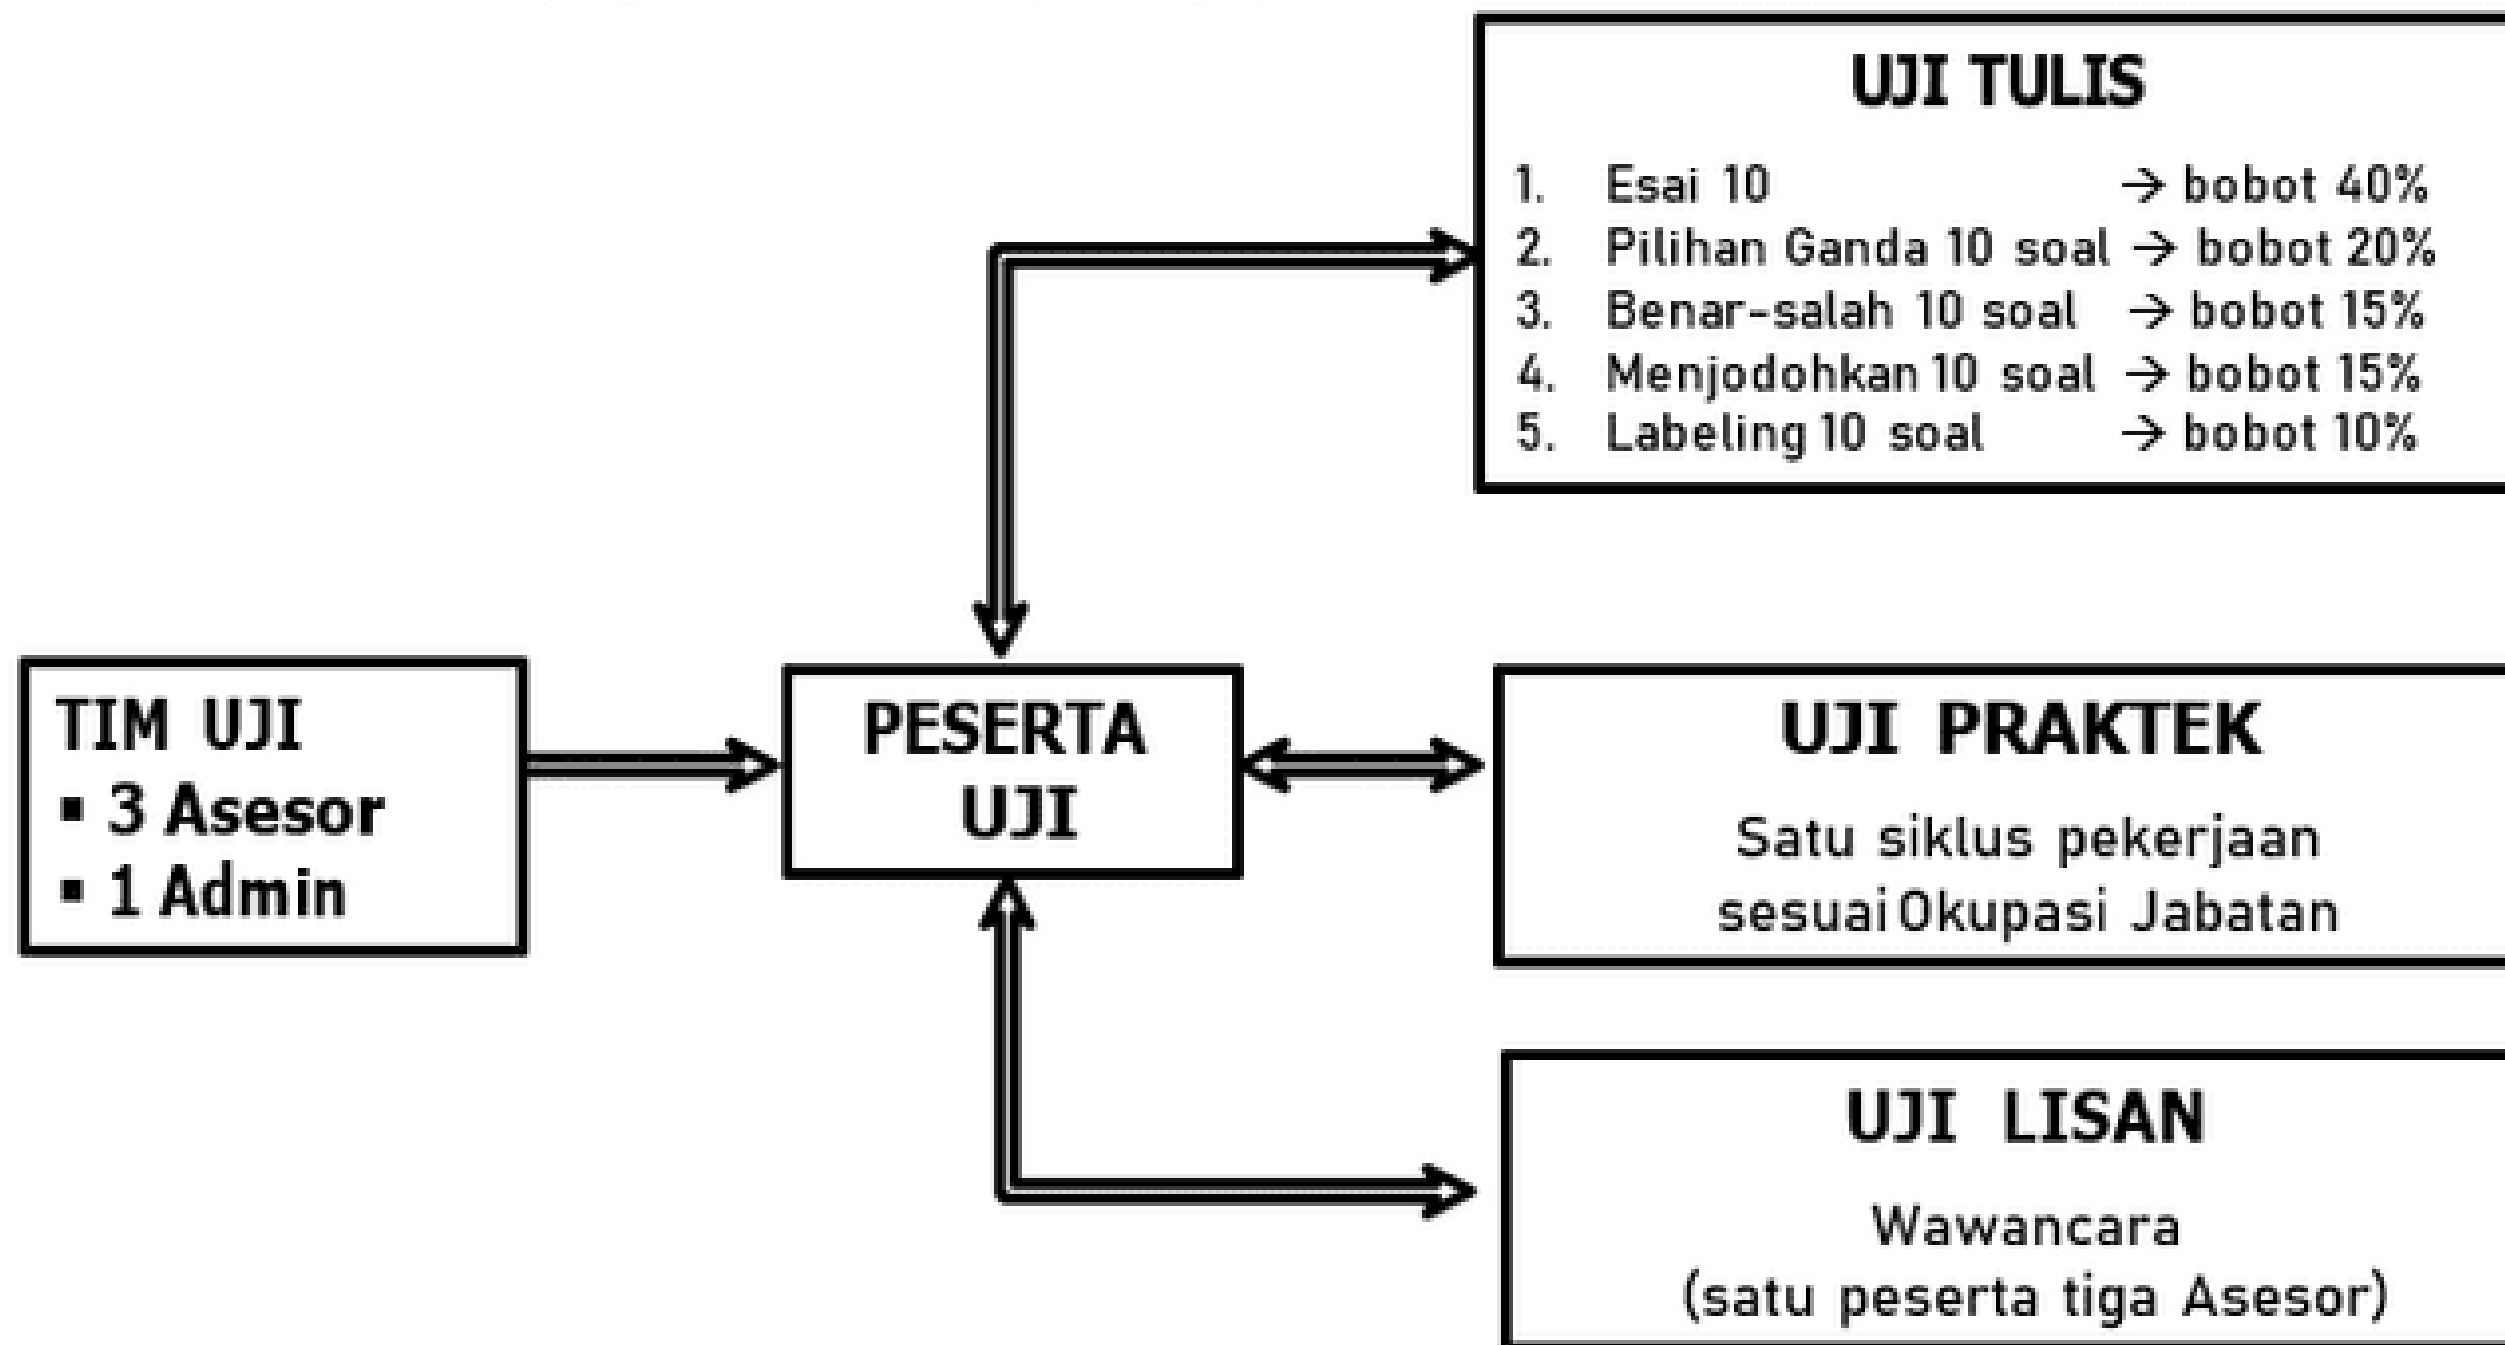 UJI TULIS
1. Esai 10 → bobot 40%
2. Pilihan Ganda 10 soal → bobot 20%
3. Benar-salah 10 soal → bobot 15%
4. Menjodohkan 10 soal → bobot 15%
5. Labeling 10 soal → bobot 10%
TIM UJI
▪ 3 Asesor
▪ 1 Admin
PESERTA
UJI
UJI PRAKTEK
Satu siklus pekerjaan
sesuai Okupasi Jabatan
UJI LISAN
Wawancara
(satu peserta tiga Asesor)